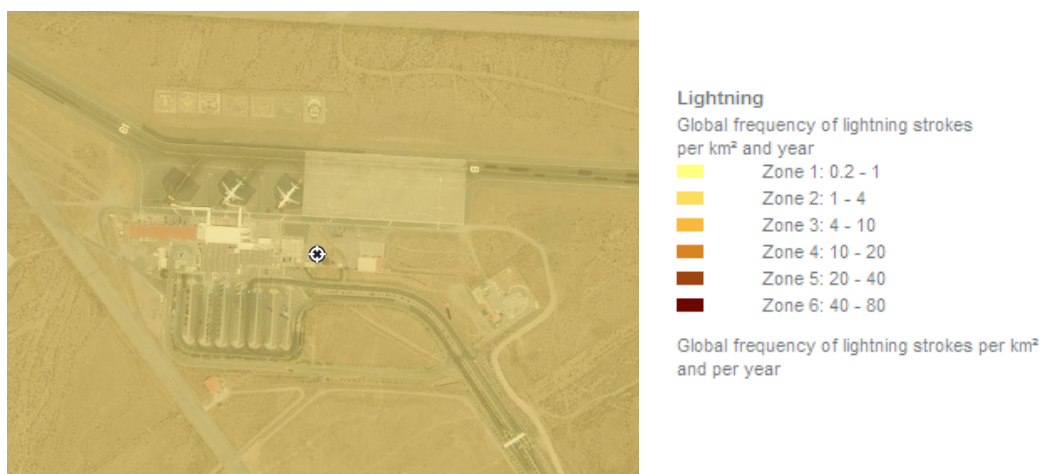 Lightning
Global frequency of lightning strokes
per km² and year
Zone 1: 0.2 - 1
Zone 2: 1 - 4
Zone 3: 4 - 10
Zone 4: 10 - 20
Zone 5: 20 - 40
Zone 6: 40 - 80
Global frequency of lightning strokes per km²
and per year